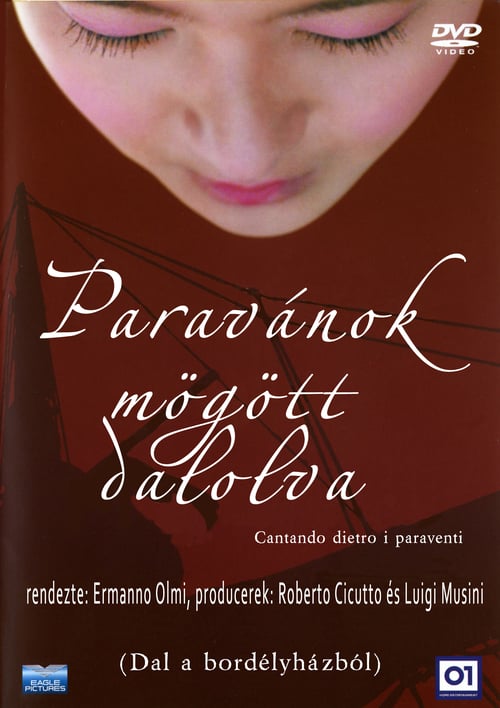 DVD
VIDEO
Paravánok
mögött
dalolva
Cantando dietro i paraventi
rendezte: Ermanno Olmi, producerek: Roberto Cicutto és Luigi Musini
(Dal a bordélyházból)
EAGLE
PICTURES
01